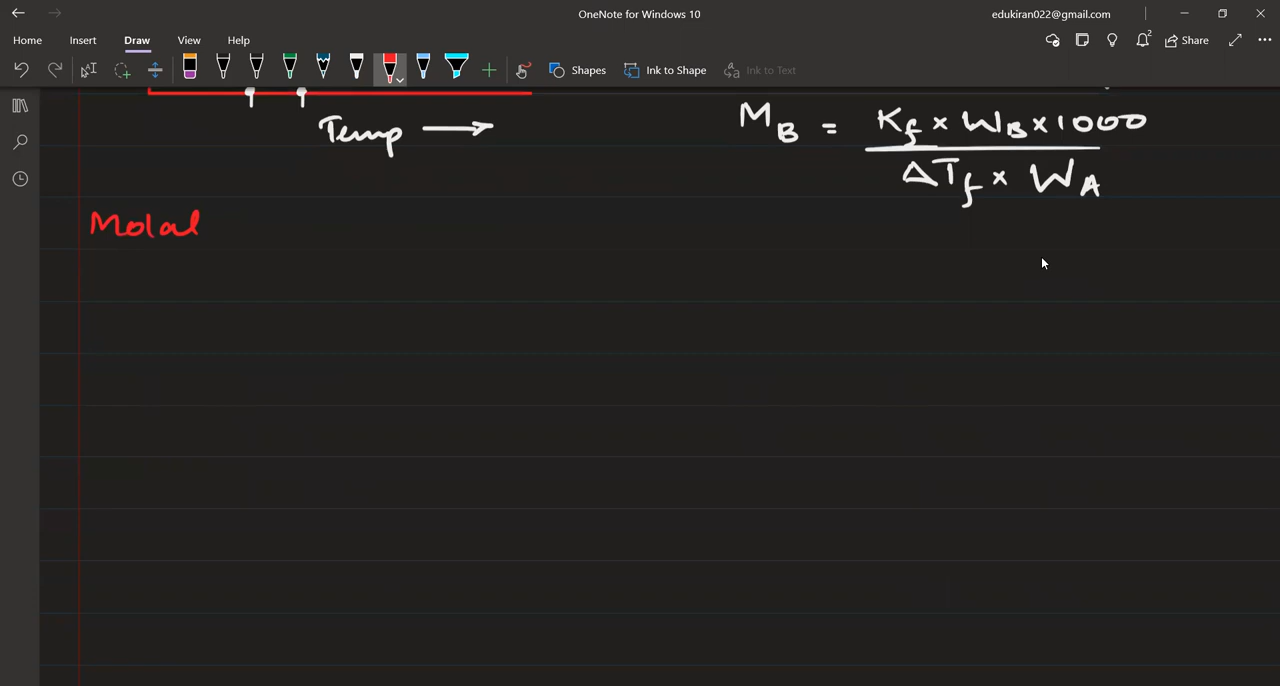 OneNote for Windows 10
edukiran022@gmail.com
Home Insert Draw View Help
2 Share
Shapes Ink to Shape Ink to Text
Temp →
M_B = K_f × W_B × 1000 / ΔT_f × W_A
Molal